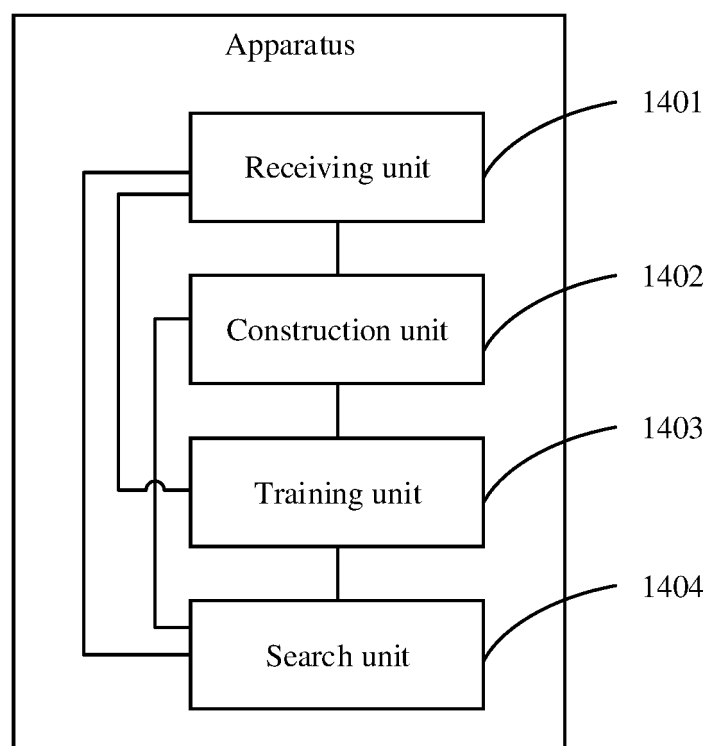 Apparatus
Receiving unit
1401
Construction unit
1402
Training unit
1403
Search unit
1404